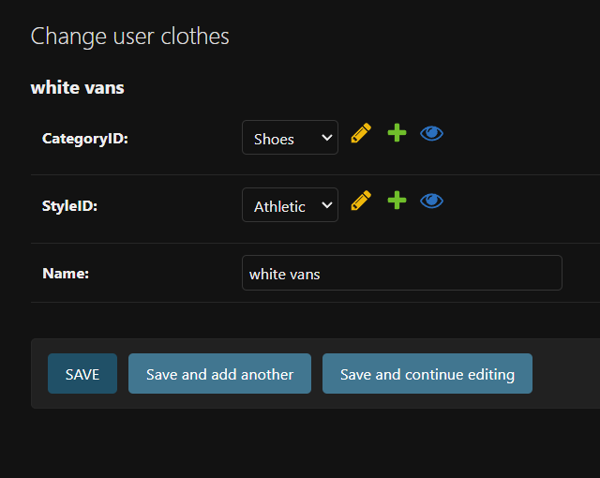 Change user clothes
white vans
CategoryID: Shoes
StyleID: Athletic
Name: white vans
SAVE Save and add another Save and continue editing